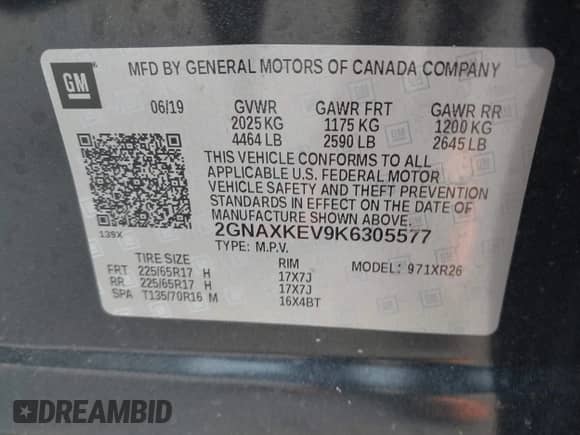 GM
MFD BY GENERAL MOTORS OF CANADA COMPANY
06/19 GVWR GAWR FRT GAWR RR
2025 KG 1175 KG 1200 KG
4464 LB 2590 LB 2645 LB
THIS VEHICLE CONFORMS TO ALL
APPLICABLE U.S. FEDERAL MOTOR
VEHICLE SAFETY AND THEFT PREVENTION
STANDARDS IN EFFECT ON THE DATE OF
MANUFACTURE SHOWN ABOVE.
139X
2GNAXKEV9K6305577
TYPE: M.P.V.
TIRE SIZE RIM MODEL: 971XR26
FRT 225/65R17 H 17X7J
RR 225/65R17 H 17X7J
SPA T135/70R16 M 16X4BT
DREAMBID